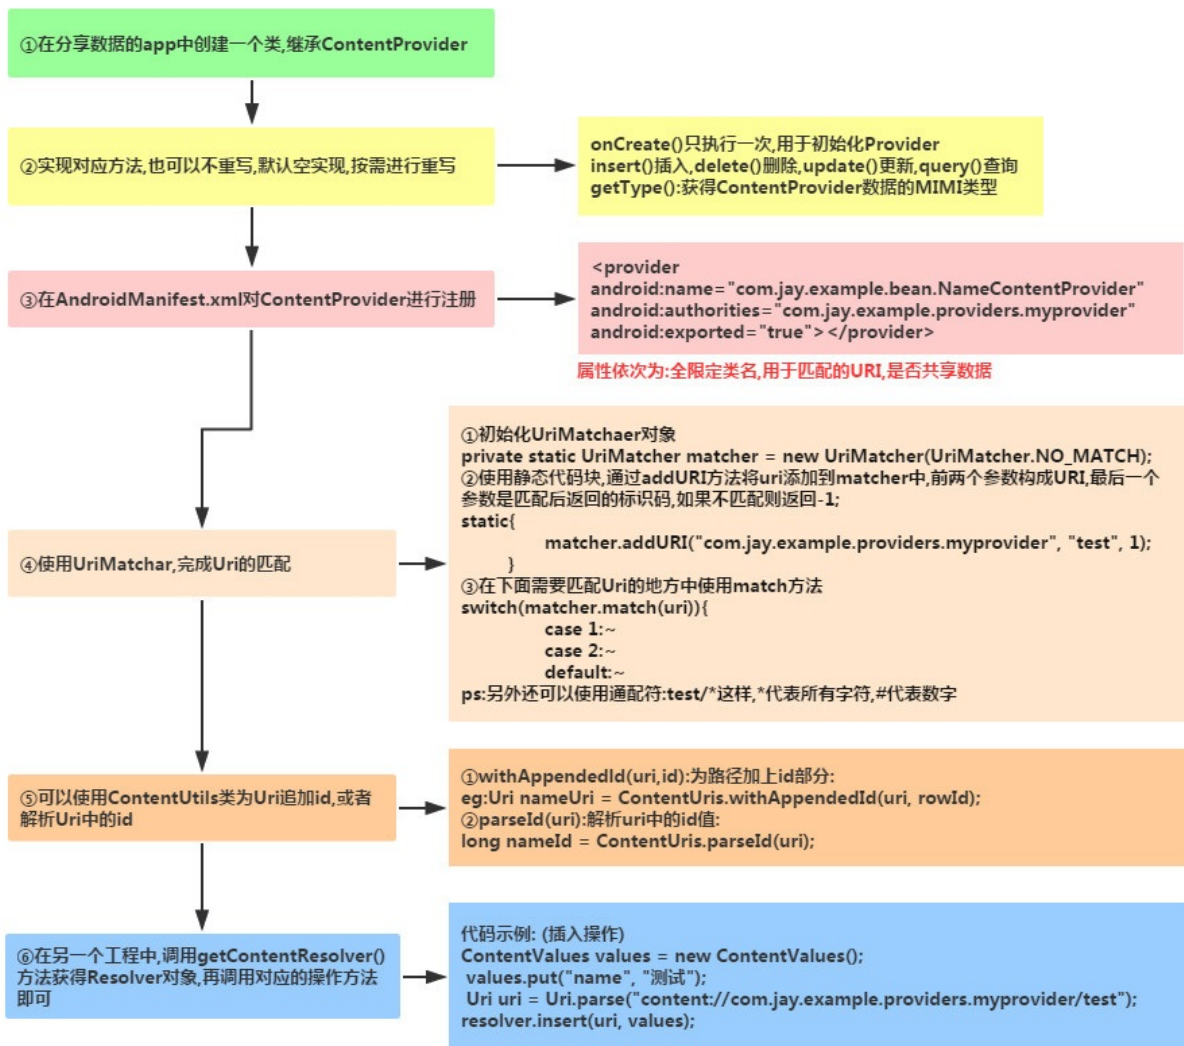 ①在分享数据的app中创建一个类,继承ContentProvider
②实现对应方法,也可以不重写,默认空实现,按需进行重写
onCreate()只执行一次,用于初始化Provider
insert()插入,delete()删除,update()更新,query()查询
getType():获得ContentProvider数据的MIMI类型
③在AndroidManifest.xml对ContentProvider进行注册
<provider
android:name="com.jay.example.bean.NameContentProvider"
android:authorities="com.jay.example.providers.myprovider"
android:exported="true"></provider>
属性依次为:全限定类名,用于匹配的URI,是否共享数据
④使用UriMatchar,完成Uri的匹配
①初始化UriMatchaer对象
private static UriMatcher matcher = new UriMatcher(UriMatcher.NO_MATCH);
②使用静态代码块,通过addURI方法将uri添加到matcher中,前两个参数构成URI,最后一个
参数是匹配后返回的标识码,如果不匹配则返回-1;
static{
matcher.addURI("com.jay.example.providers.myprovider", "test", 1);
}
③在下面需要匹配Uri的地方中使用match方法
switch(matcher.match(uri)){
case 1:~
case 2:~
default:~
ps:另外还可以使用通配符:test/*这样,*代表所有字符,#代表数字
⑤可以使用ContentUtils类为Uri追加id,或者
解析Uri中的id
①withAppendedId(uri,id):为路径加上id部分:
eg:Uri nameUri = ContentUris.withAppendedId(uri, rowId);
②parseId(uri):解析uri中的id值:
long nameId = ContentUris.parseId(uri);
⑥在另一个工程中,调用getContentResolver()
方法获得Resolver对象,再调用对应的操作方法
即可
代码示例: (插入操作)
ContentValues values = new ContentValues();
values.put("name", "测试");
Uri uri = Uri.parse("content://com.jay.example.providers.myprovider/test");
resolver.insert(uri, values);